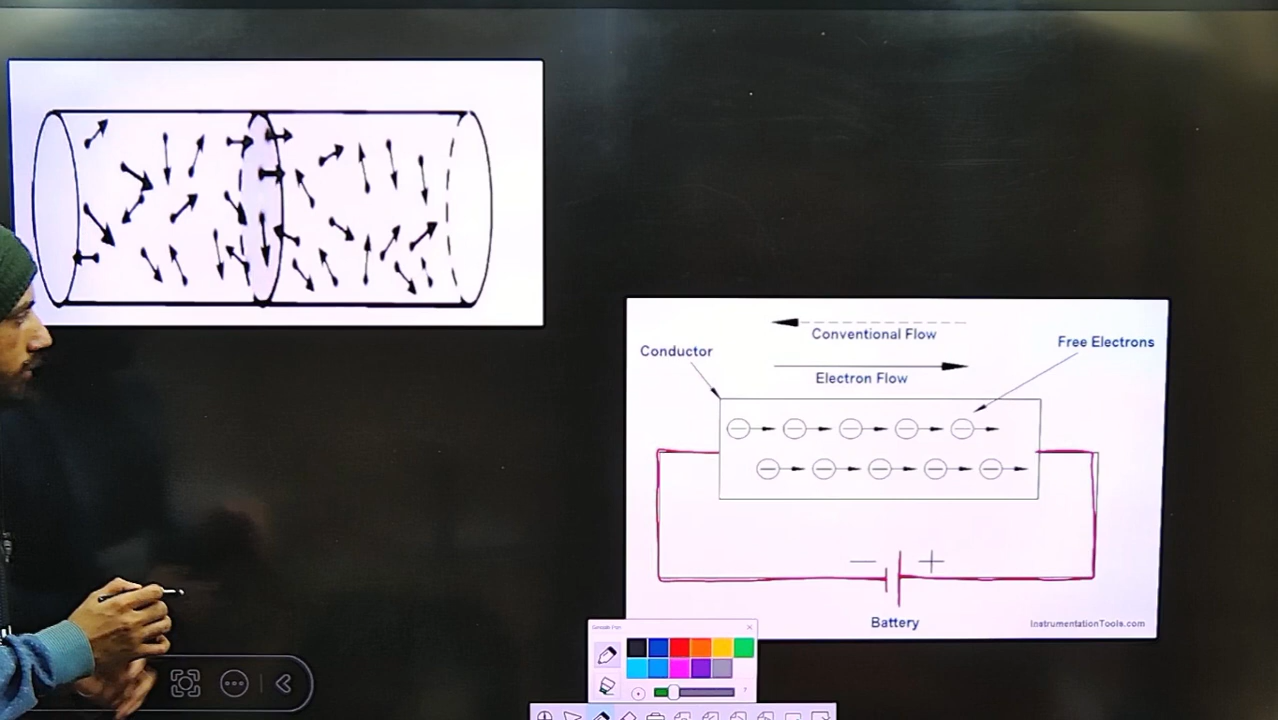 Conventional Flow
Conductor
Free Electrons
Electron Flow
− +
Battery
InstrumentationTools.com